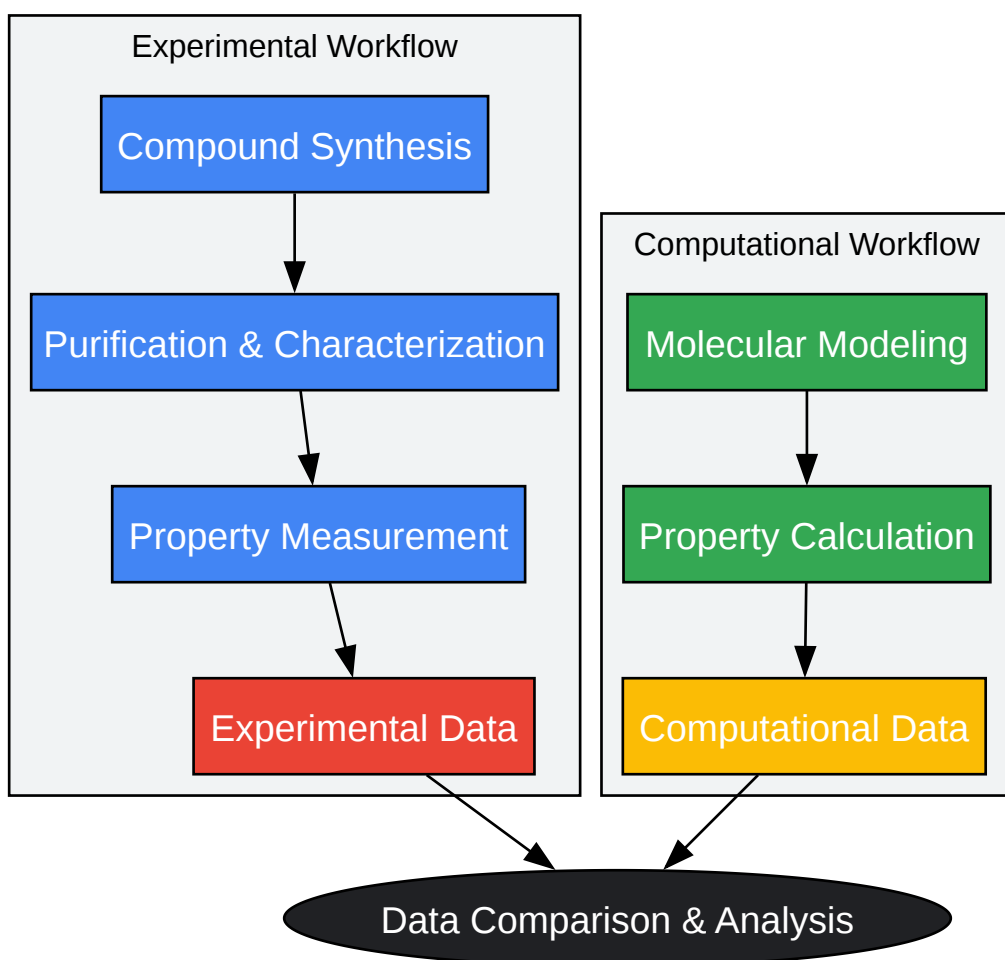 Experimental Workflow
Compound Synthesis
Purification & Characterization
Property Measurement
Experimental Data
Computational Workflow
Molecular Modeling
Property Calculation
Computational Data
Data Comparison & Analysis